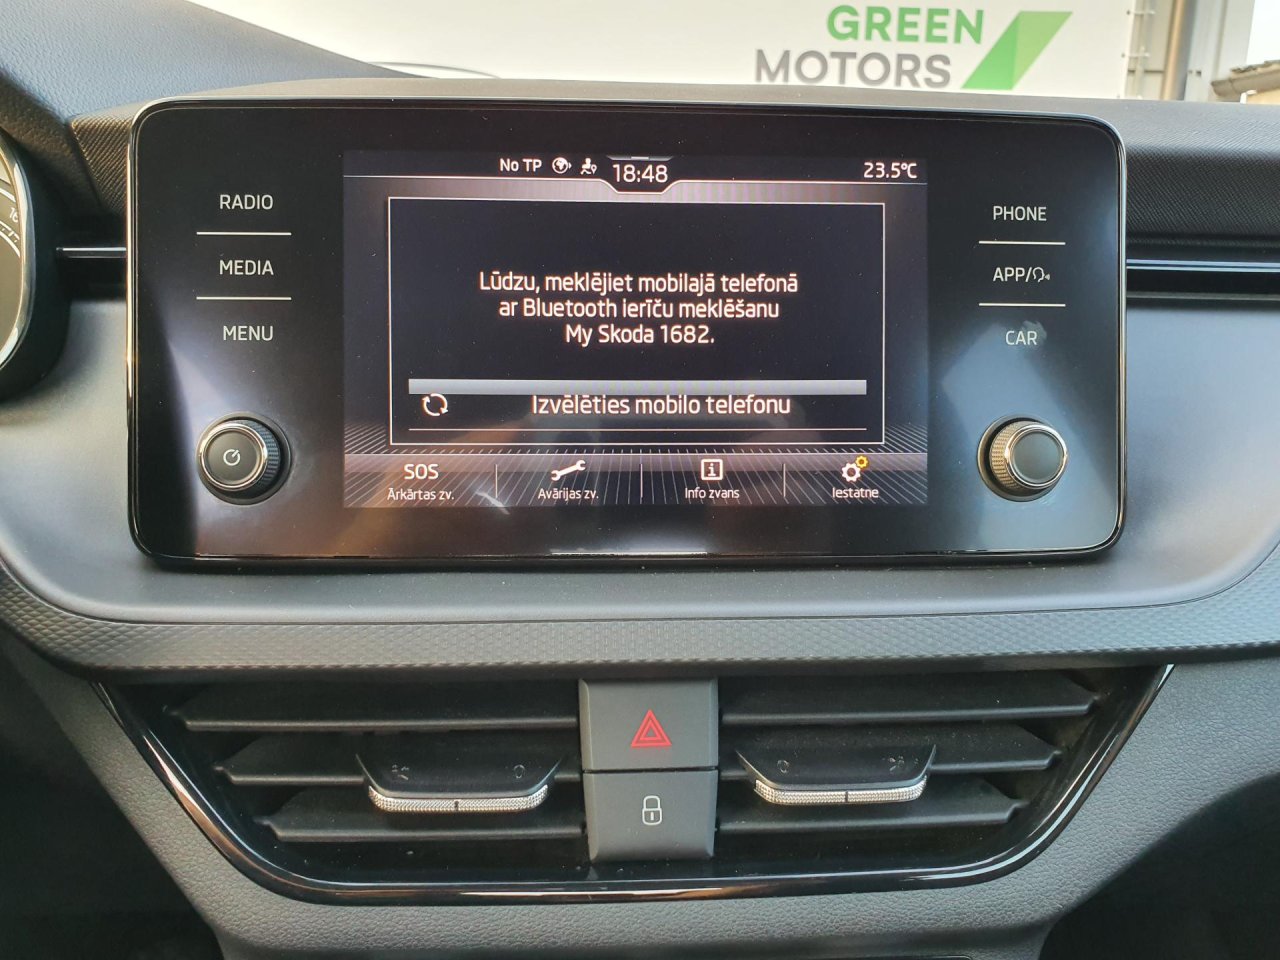 GREEN
MOTORS
No TP
18:48
23.5°C
RADIO
MEDIA
MENU
PHONE
APP/
CAR
Lūdzu, meklējiet mobilajā telefonā
ar Bluetooth ierīču meklēšanu
My Skoda 1682.
Izvēlēties mobilo telefonu
SOS
Ārkārtas zv.
Avārijas zv.
i
Info zvans
Iestatne